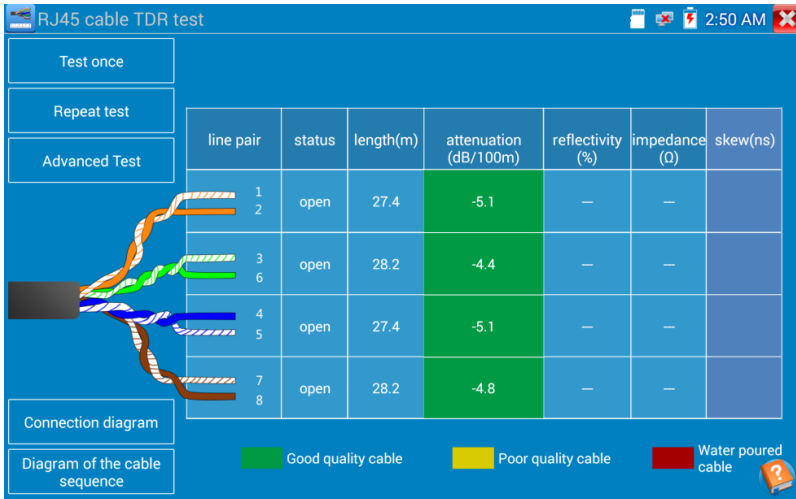 RJ45 cable TDR test
2:50 AM
Test once
Repeat test
Advanced Test
line pair status length(m) attenuation (dB/100m) reflectivity (%) impedance (Ω) skew(ns)
1
2
open 27.4 -5.1 — —
3
6
open 28.2 -4.4 — —
4
5
open 27.4 -5.1 — —
7
8
open 28.2 -4.8 — —
Connection diagram
Diagram of the cable
sequence
Good quality cable
Poor quality cable
Water poured
cable
?